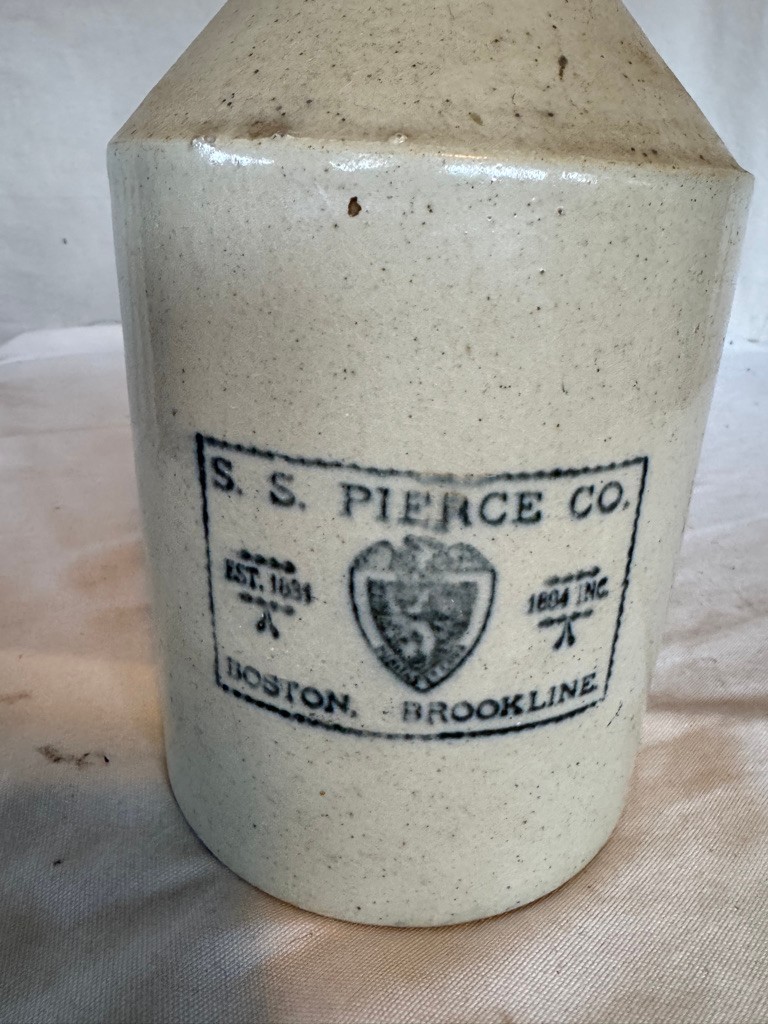 S. S. PIERCE CO.
EST. 1831
1894 INC.
BOSTON, BROOKLINE